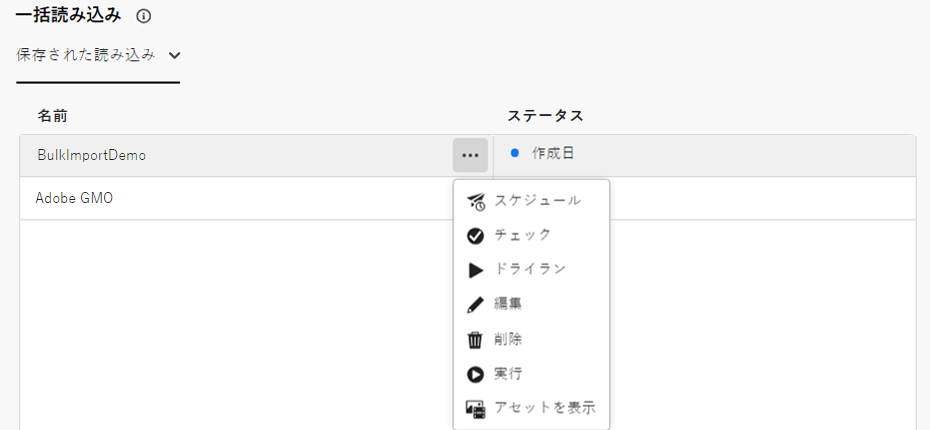 一括読み込み
保存された読み込み
名前 ステータス
BulkImportDemo 作成日
Adobe GMO
スケジュール
チェック
ドライラン
編集
削除
実行
アセットを表示